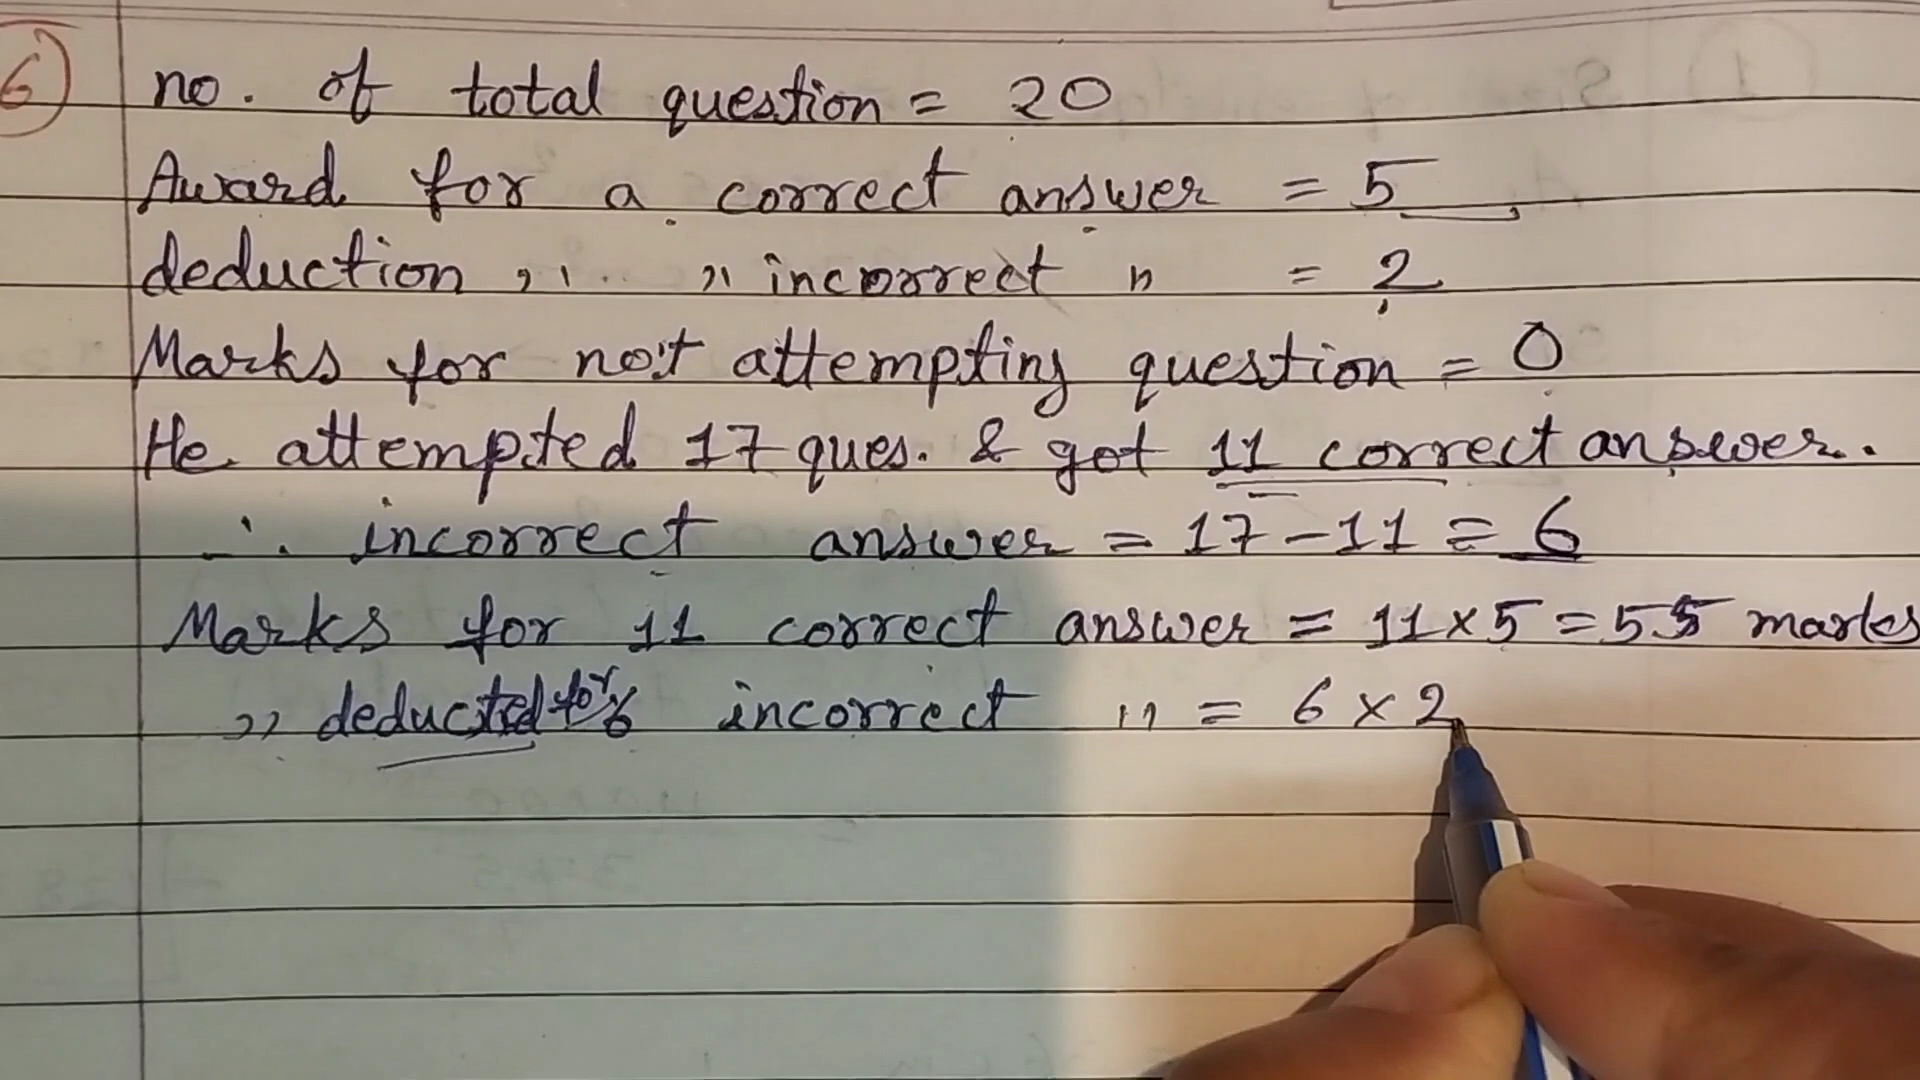 6 no. of total question = 20
Award for a correct answer = 5
deduction ,, ,, incorrect ,, = 2
Marks for not attempting question = 0
He attempted 17 ques. & got 11 correct answer.
∴ incorrect answer = 17 - 11 = 6
Marks for 11 correct answer = 11 × 5 = 55 marks
,, deducted for 6 incorrect ,, = 6 × 2